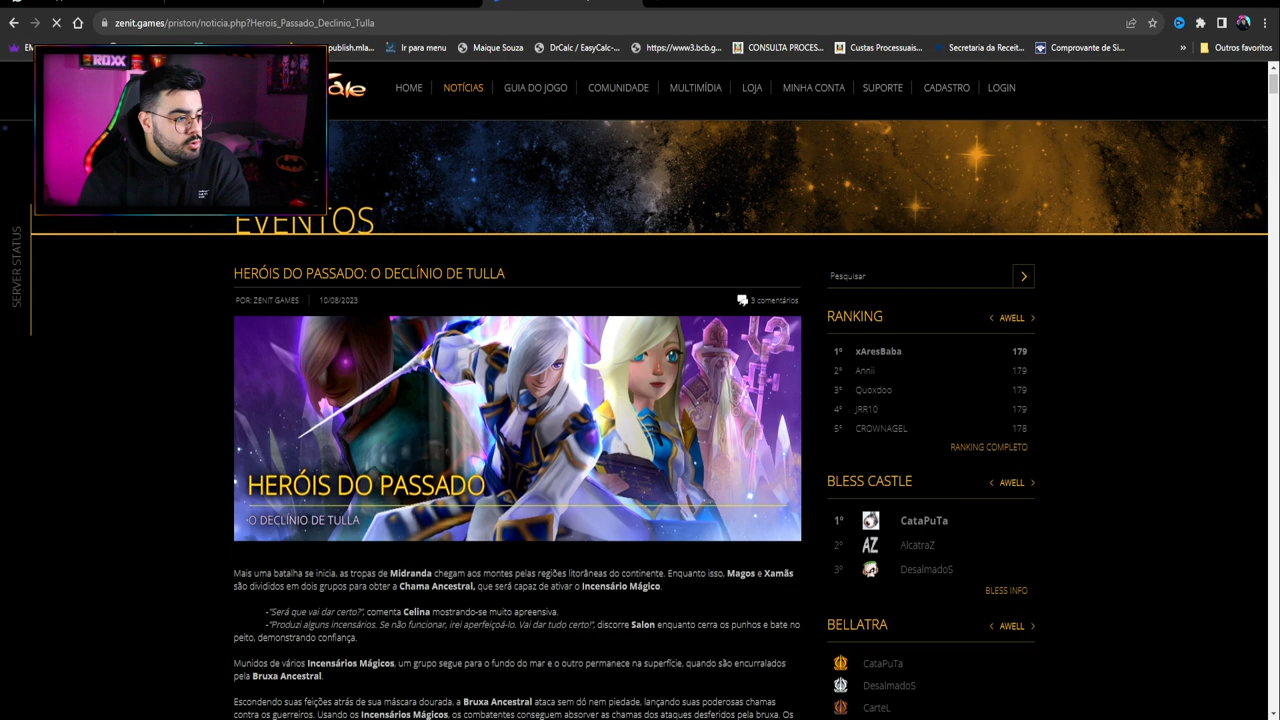 zenit.games/priston/noticia.php?Herois_Passado_Declinio_Tulla
EM
publish.mla...
Ir para menu
Maique Souza
DrCalc / EasyCalc-...
https://www3.bcb.g...
CONSULTA PROCES...
Custas Processuais...
Secretaria da Receit...
Comprovante de Si...
»
Outros favoritos
ROXX
HOME
NOTÍCIAS
GUIA DO JOGO
COMUNIDADE
MULTIMÍDIA
LOJA
MINHA CONTA
SUPORTE
CADASTRO
LOGIN
EVENTOS
SERVER STATUS
HERÓIS DO PASSADO: O DECLÍNIO DE TULLA
POR: ZENIT GAMES
10/08/2023
3 comentários
HERÓIS DO PASSADO
O DECLÍNIO DE TULLA
Mais uma batalha se inicia, as tropas de Midranda chegam aos montes pelas regiões litorâneas do continente. Enquanto isso, Magos e Xamãs
são divididos em dois grupos para obter a Chama Ancestral, que será capaz de ativar o Incensário Mágico.
-"Será que vai dar certo?", comenta Celina mostrando-se muito apreensiva.
-"Produzi alguns incensários. Se não funcionar, irei aperfeiçoá-lo. Vai dar tudo certo!", discorre Salon enquanto cerra os punhos e bate no
peito, demonstrando confiança.
Munidos de vários Incensários Mágicos, um grupo segue para o fundo do mar e o outro permanece na superfície, quando são encurralados
pela Bruxa Ancestral.
Escondendo suas feições atrás de sua máscara dourada, a Bruxa Ancestral ataca sem dó nem piedade, lançando suas poderosas chamas
contra os guerreiros. Usando os Incensários Mágicos, os combatentes conseguem absorver as chamas dos ataques desferidos pela bruxa. Os
Pesquisar
RANKING
AWELL
1º xAresBaba 179
2º Annii 179
3º Quoxdoo 179
4º JRR10 179
5º CROWNAGEL 178
RANKING COMPLETO
BLESS CASTLE
AWELL
1º CataPuTa
2º AZ AlcatraZ
3º DesalmadoS
BLESS INFO
BELLATRA
AWELL
CataPuTa
DesalmadoS
CarteL